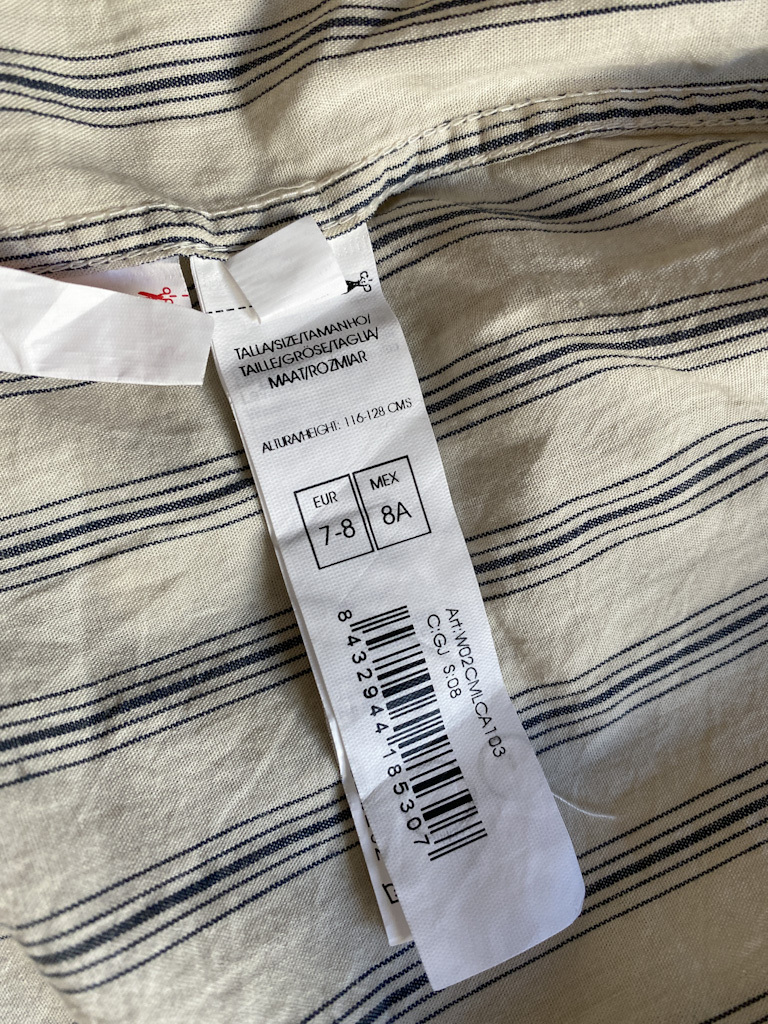 TALLA/SIZE/TAMANHO/
TAILLE/GRÖSE/TAGLIA/
MAAT/ROZMIAR
ALTURA/HEIGHT: 116-128 CMS
EUR
7-8
MEX
8A
Art:W02CMLCA103
C:GJ S:08
8 432944 185307